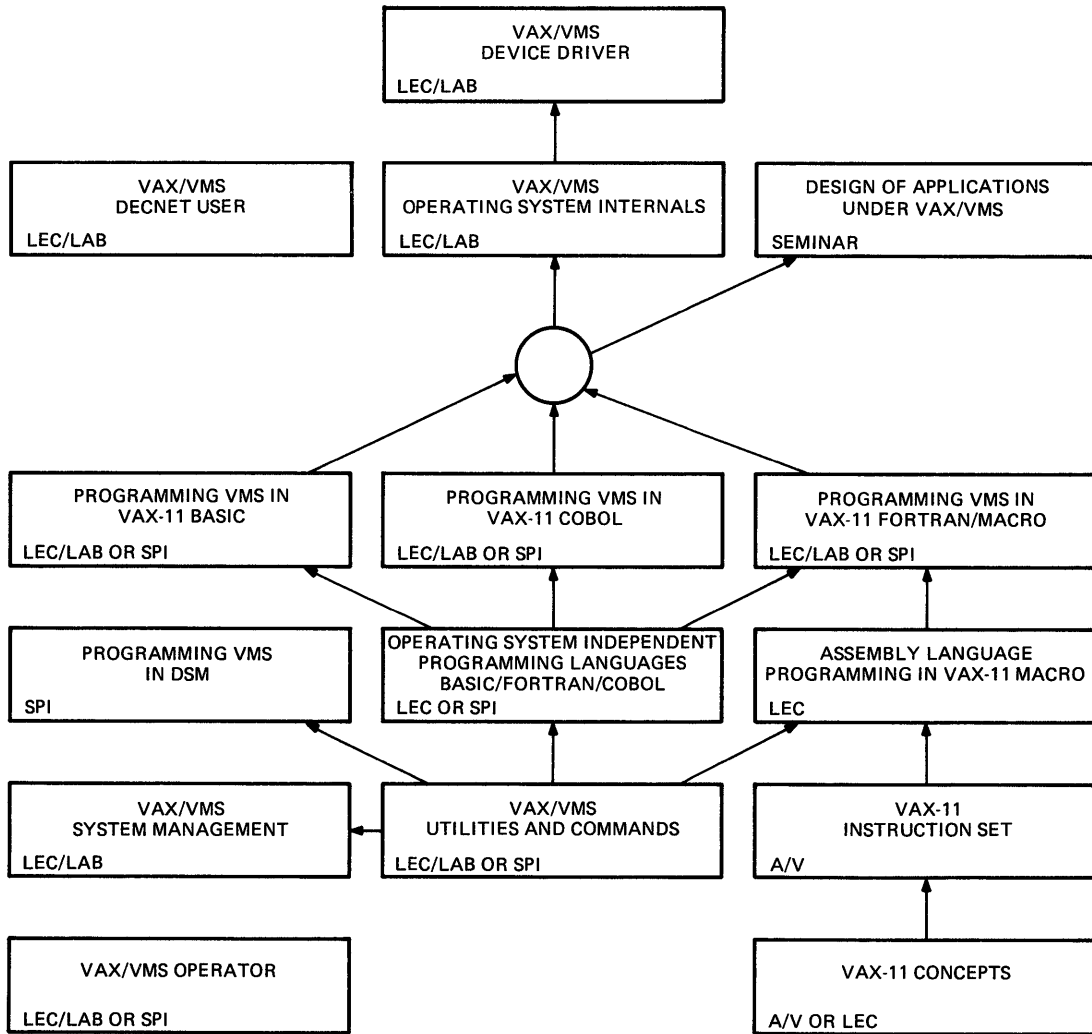 VAX/VMS
DEVICE DRIVER
LEC/LAB
VAX/VMS
DECNET USER
LEC/LAB
VAX/VMS
OPERATING SYSTEM INTERNALS
LEC/LAB
DESIGN OF APPLICATIONS
UNDER VAX/VMS
SEMINAR
PROGRAMMING VMS IN
VAX-11 BASIC
LEC/LAB OR SPI
PROGRAMMING VMS IN
VAX-11 COBOL
LEC/LAB OR SPI
PROGRAMMING VMS IN
VAX-11 FORTRAN/MACRO
LEC/LAB OR SPI
PROGRAMMING VMS
IN DSM
SPI
OPERATING SYSTEM INDEPENDENT
PROGRAMMING LANGUAGES
BASIC/FORTRAN/COBOL
LEC OR SPI
ASSEMBLY LANGUAGE
PROGRAMMING IN VAX-11 MACRO
LEC
VAX/VMS
SYSTEM MANAGEMENT
LEC/LAB
VAX/VMS
UTILITIES AND COMMANDS
LEC/LAB OR SPI
VAX-11
INSTRUCTION SET
A/V
VAX/VMS OPERATOR
LEC/LAB OR SPI
VAX-11 CONCEPTS
A/V OR LEC